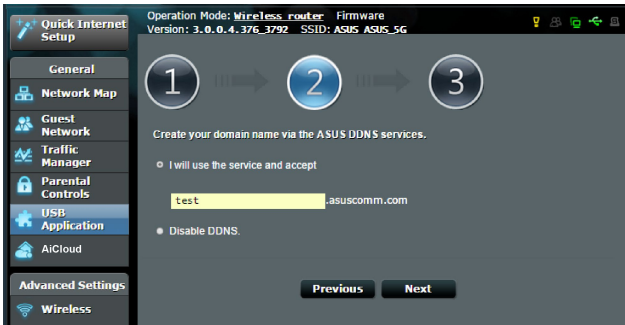 Quick Internet
Setup
Operation Mode: Wireless router Firmware
Version: 3.0.0.4.376_3792 SSID: ASUS ASUS_5G
General
Network Map
Guest
Network
Traffic
Manager
Parental
Controls
USB
Application
AiCloud
Advanced Settings
Wireless
1
2
3
Create your domain name via the ASUS DDNS services.
I will use the service and accept
test .asuscomm.com
Disable DDNS.
Previous Next